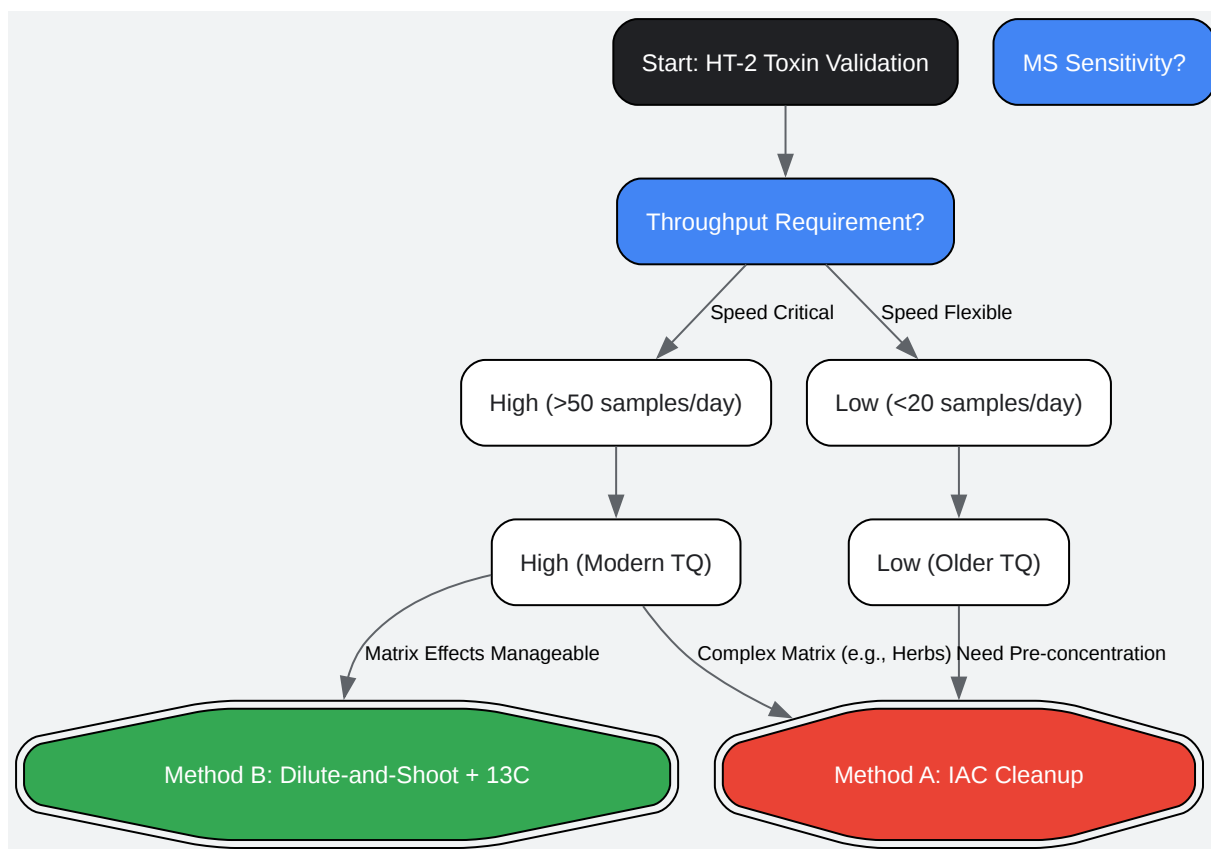 Start: HT-2 Toxin Validation
MS Sensitivity?
Throughput Requirement?
Speed Critical
Speed Flexible
High (>50 samples/day)
Low (<20 samples/day)
High (Modern TQ)
Low (Older TQ)
Matrix Effects Manageable
Complex Matrix (e.g., Herbs)
Need Pre-concentration
Method B: Dilute-and-Shoot + 13C
Method A: IAC Cleanup